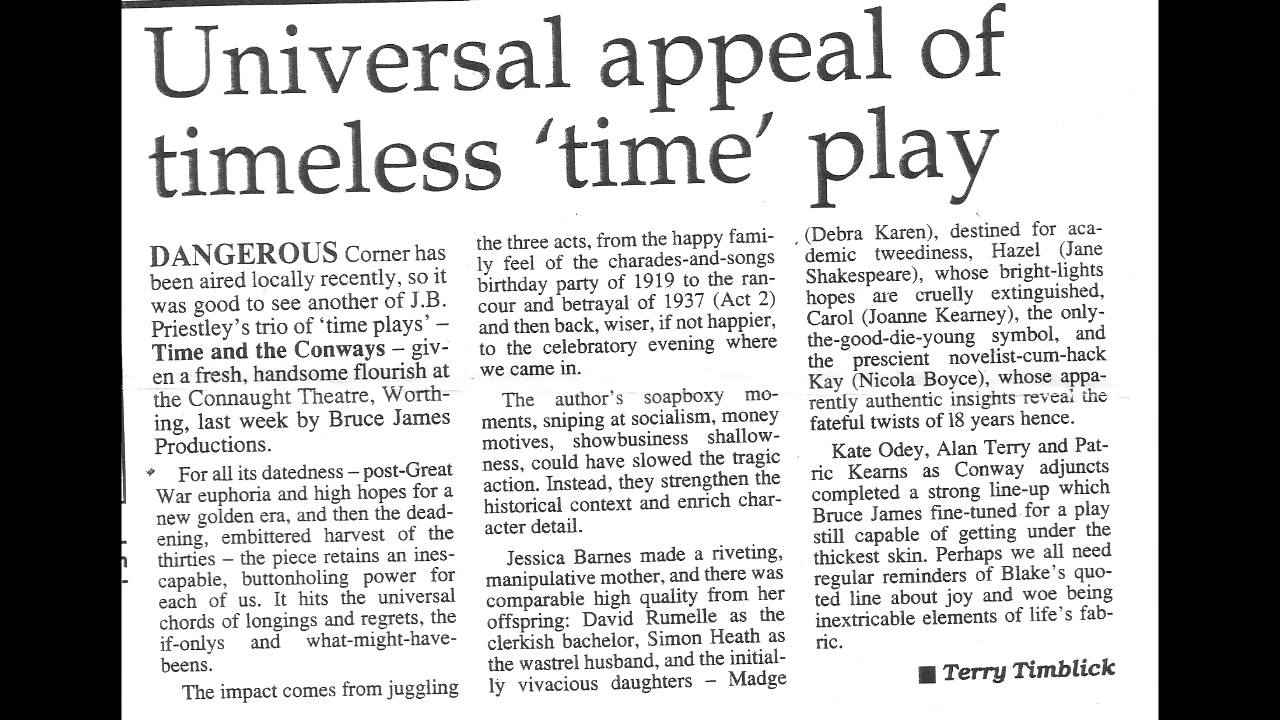 Universal appeal of
timeless ‘time’ play
DANGEROUS Corner has
been aired locally recently, so it
was good to see another of J.B.
Priestley’s trio of ‘time plays’ –
Time and the Conways – giv-
en a fresh, handsome flourish at
the Connaught Theatre, Worth-
ing, last week by Bruce James
Productions.
For all its datedness – post-Great
War euphoria and high hopes for a
new golden era, and then the dead-
ening, embittered harvest of the
thirties – the piece retains an ines-
capable, buttonholing power for
each of us. It hits the universal
chords of longings and regrets, the
if-onlys and what-might-have-
beens.
The impact comes from juggling
the three acts, from the happy fami-
ly feel of the charades-and-songs
birthday party of 1919 to the ran-
cour and betrayal of 1937 (Act 2)
and then back, wiser, if not happier,
to the celebratory evening where
we came in.
The author’s soapboxy mo-
ments, sniping at socialism, money
motives, showbusiness shallow-
ness, could have slowed the tragic
action. Instead, they strengthen the
historical context and enrich char-
acter detail.
Jessica Barnes made a riveting,
manipulative mother, and there was
comparable high quality from her
offspring: David Rumelle as the
clerkish bachelor, Simon Heath as
the wastrel husband, and the initial-
ly vivacious daughters – Madge
(Debra Karen), destined for aca-
demic tweediness, Hazel (Jane
Shakespeare), whose bright-lights
hopes are cruelly extinguished,
Carol (Joanne Kearney), the only-
the-good-die-young symbol, and
the prescient novelist-cum-hack
Kay (Nicola Boyce), whose appa-
rently authentic insights reveal the
fateful twists of 18 years hence.
Kate Odey, Alan Terry and Pat-
ric Kearns as Conway adjuncts
completed a strong line-up which
Bruce James fine-tuned for a play
still capable of getting under the
thickest skin. Perhaps we all need
regular reminders of Blake’s quo-
ted line about joy and woe being
inextricable elements of life’s fab-
ric.
■ Terry Timblick